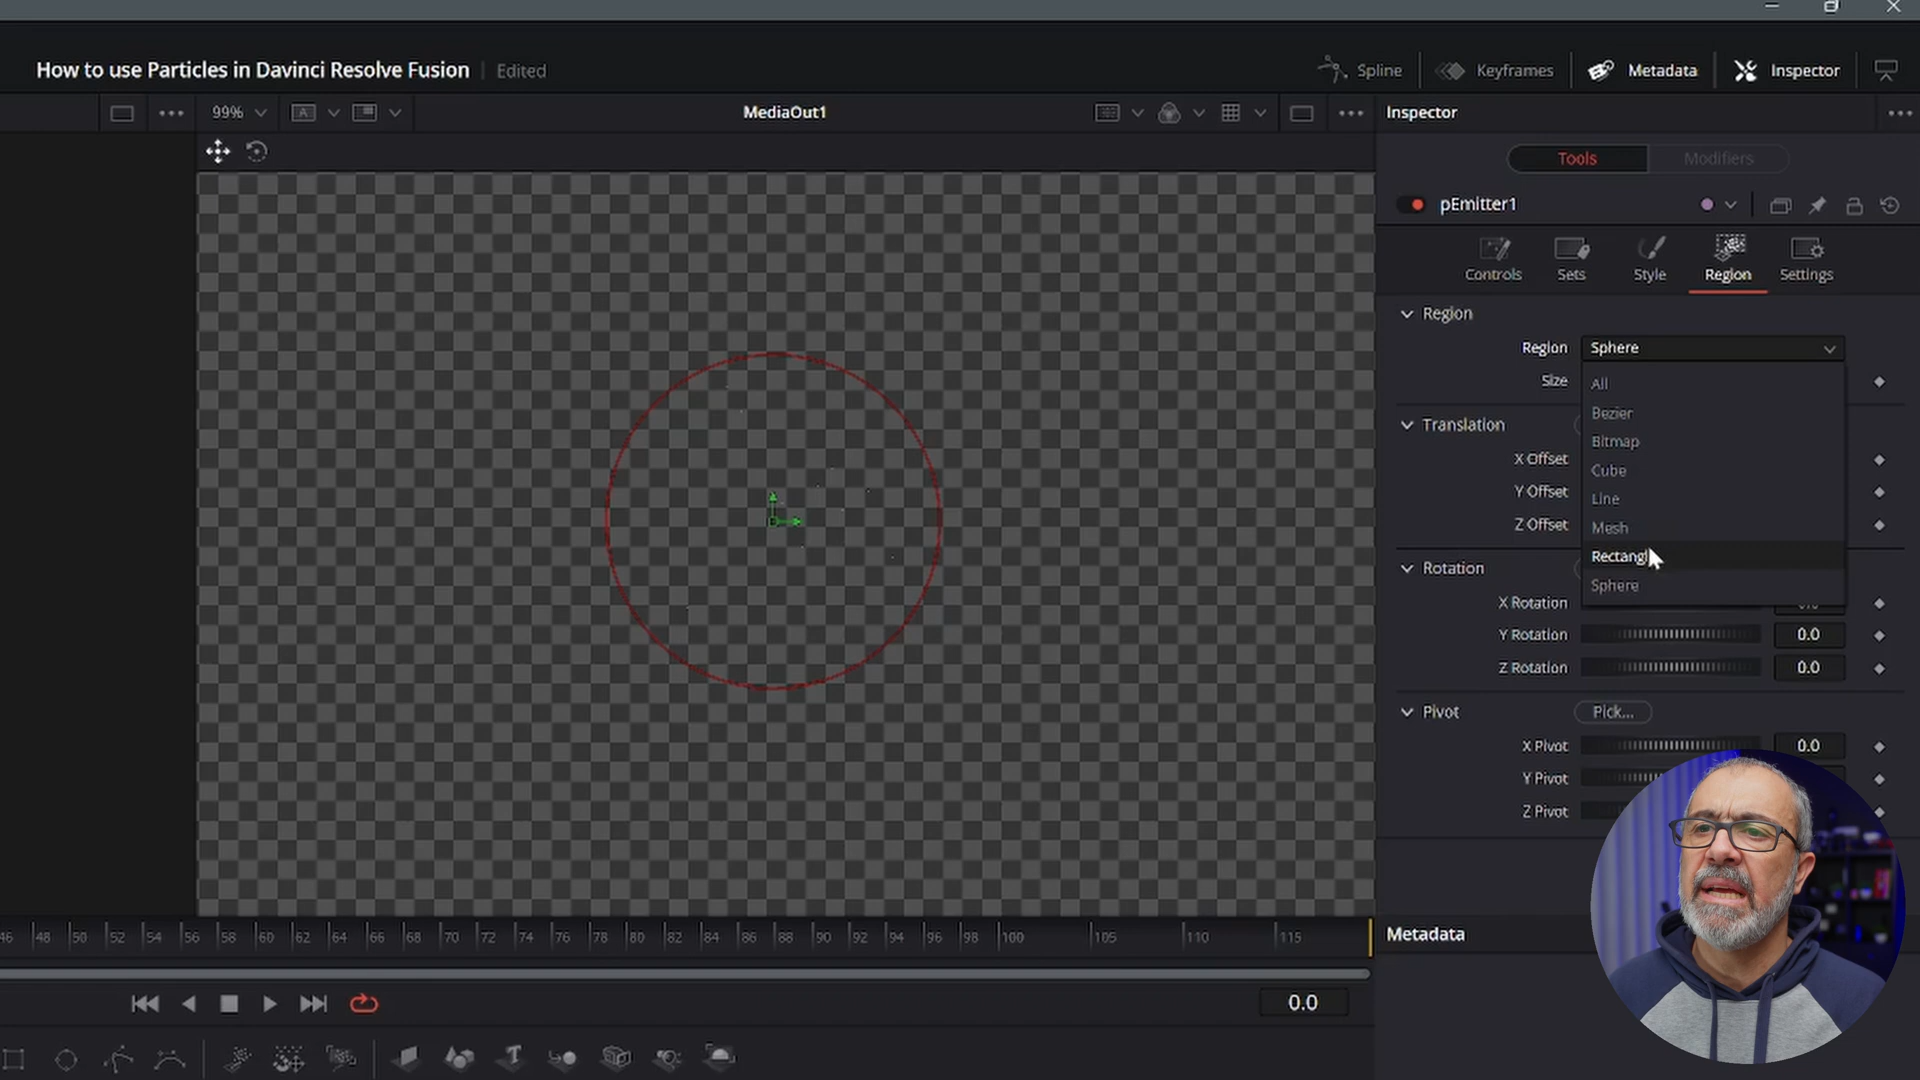 How to use Particles in Davinci Resolve Fusion
Edited
Spline
Keyframes
Metadata
Inspector
99%
A
MediaOut1
Inspector
Tools
Modifiers
pEmitter1
Controls
Sets
Style
Region
Settings
Region
Region
Sphere
Size
All
Bezier
Bitmap
Cube
Line
Mesh
Rectangl
Sphere
Translation
X Offset
Y Offset
Z Offset
Rotation
X Rotation
Y Rotation
0.0
Z Rotation
0.0
Pivot
Pick...
X Pivot
0.0
Y Pivot
Z Pivot
46 48 50 52 54 56 58 60 62 64 66 68 70 72 74 76 78 80 82 84 86 88 90 92 94 96 98 100 105 110 115
Metadata
0.0
T